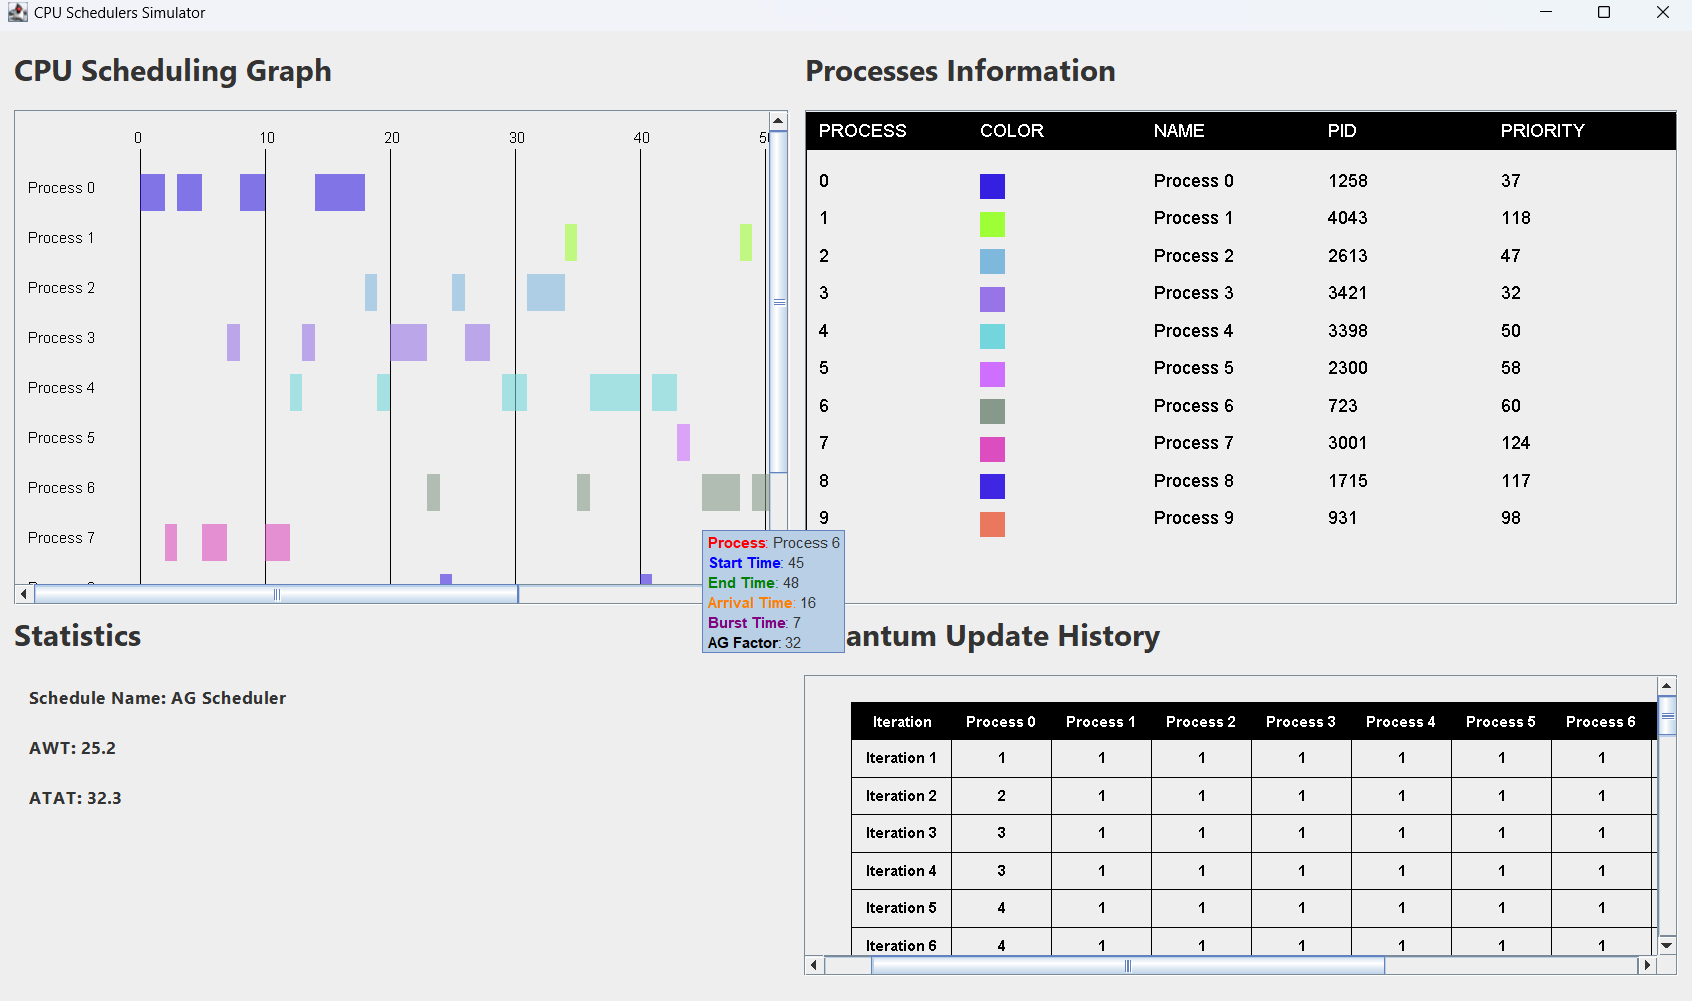 CPU Schedulers Simulator
CPU Scheduling Graph
0 10 20 30 40
Process 0
Process 1
Process 2
Process 3
Process 4
Process 5
Process 6
Process 7
Processes Information
PROCESS COLOR NAME PID PRIORITY
0 Process 0 1258 37
1 Process 1 4043 118
2 Process 2 2613 47
3 Process 3 3421 32
4 Process 4 3398 50
5 Process 5 2300 58
6 Process 6 723 60
7 Process 7 3001 124
8 Process 8 1715 117
9 Process 9 931 98
Process: Process 6
Start Time: 45
End Time: 48
Arrival Time: 16
Burst Time: 7
AG Factor: 32
Statistics
Schedule Name: AG Scheduler
AWT: 25.2
ATAT: 32.3
antum Update History
Iteration Process 0 Process 1 Process 2 Process 3 Process 4 Process 5 Process 6
Iteration 1 1 1 1 1 1 1 1
Iteration 2 2 1 1 1 1 1 1
Iteration 3 3 1 1 1 1 1 1
Iteration 4 3 1 1 1 1 1 1
Iteration 5 4 1 1 1 1 1 1
Iteration 6 4 1 1 1 1 1 1